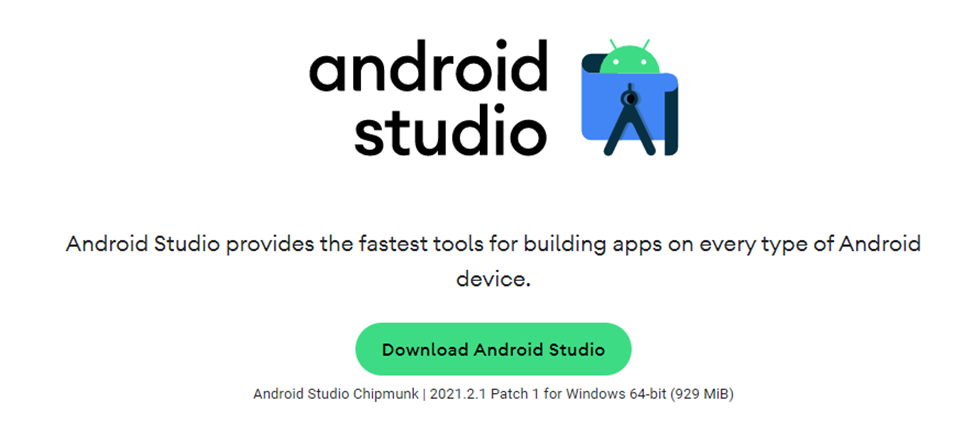 android
studio
Android Studio provides the fastest tools for building apps on every type of Android
device.
Download Android Studio
Android Studio Chipmunk | 2021.2.1 Patch 1 for Windows 64-bit (929 MiB)